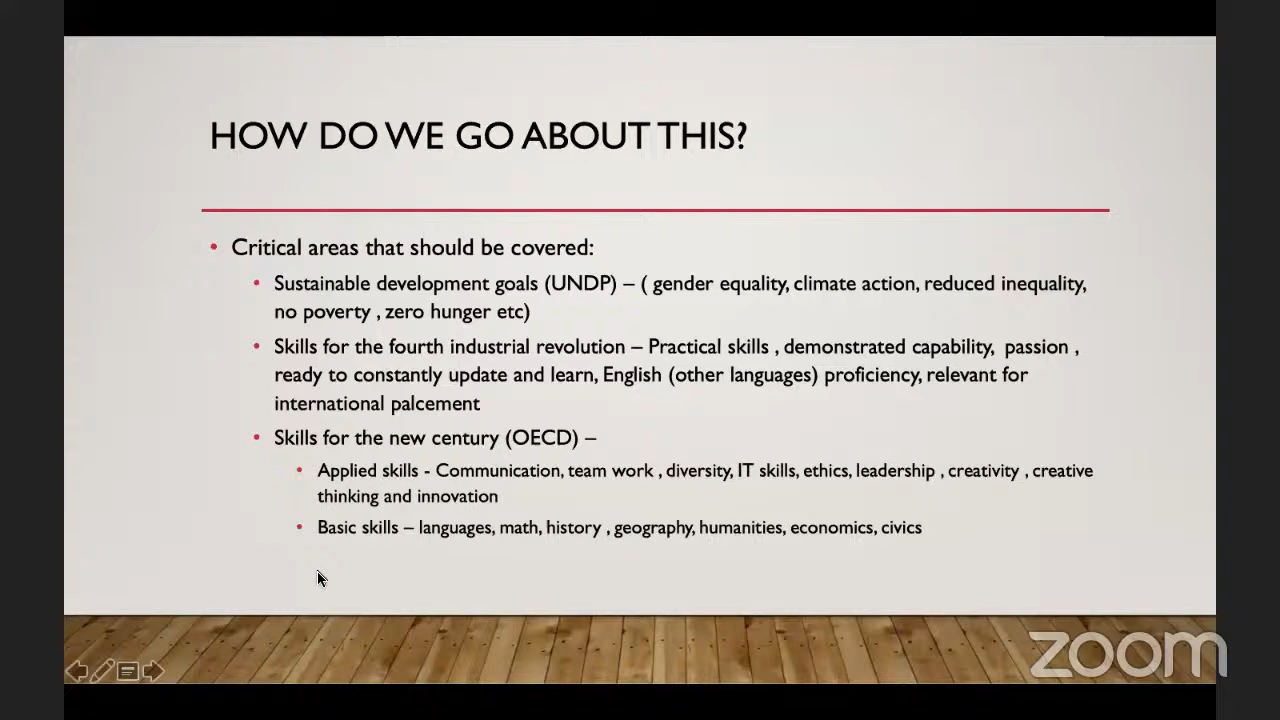 HOW DO WE GO ABOUT THIS?
• Critical areas that should be covered:
• Sustainable development goals (UNDP) – ( gender equality, climate action, reduced inequality,
no poverty , zero hunger etc)
• Skills for the fourth industrial revolution – Practical skills , demonstrated capability, passion ,
ready to constantly update and learn, English (other languages) proficiency, relevant for
international palcement
• Skills for the new century (OECD) –
• Applied skills - Communication, team work , diversity, IT skills, ethics, leadership , creativity , creative
thinking and innovation
• Basic skills – languages, math, history , geography, humanities, economics, civics
zoom